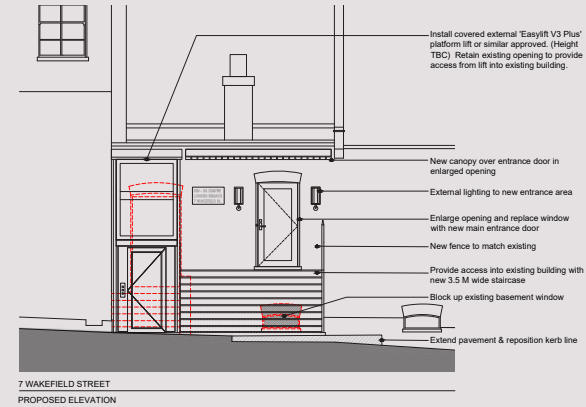 Install covered external 'Easylift V3 Plus'
platform lift or similar approved. (Height
TBC) Retain existing opening to provide
access from lift into existing building.
New canopy over entrance door in
enlarged opening
External lighting to new entrance area
Enlarge opening and replace window
with new main entrance door
New fence to match existing
Provide access into existing building with
new 3.5 M wide staircase
Block up existing basement window
Extend pavement & reposition kerb line
7 WAKEFIELD STREET
PROPOSED ELEVATION